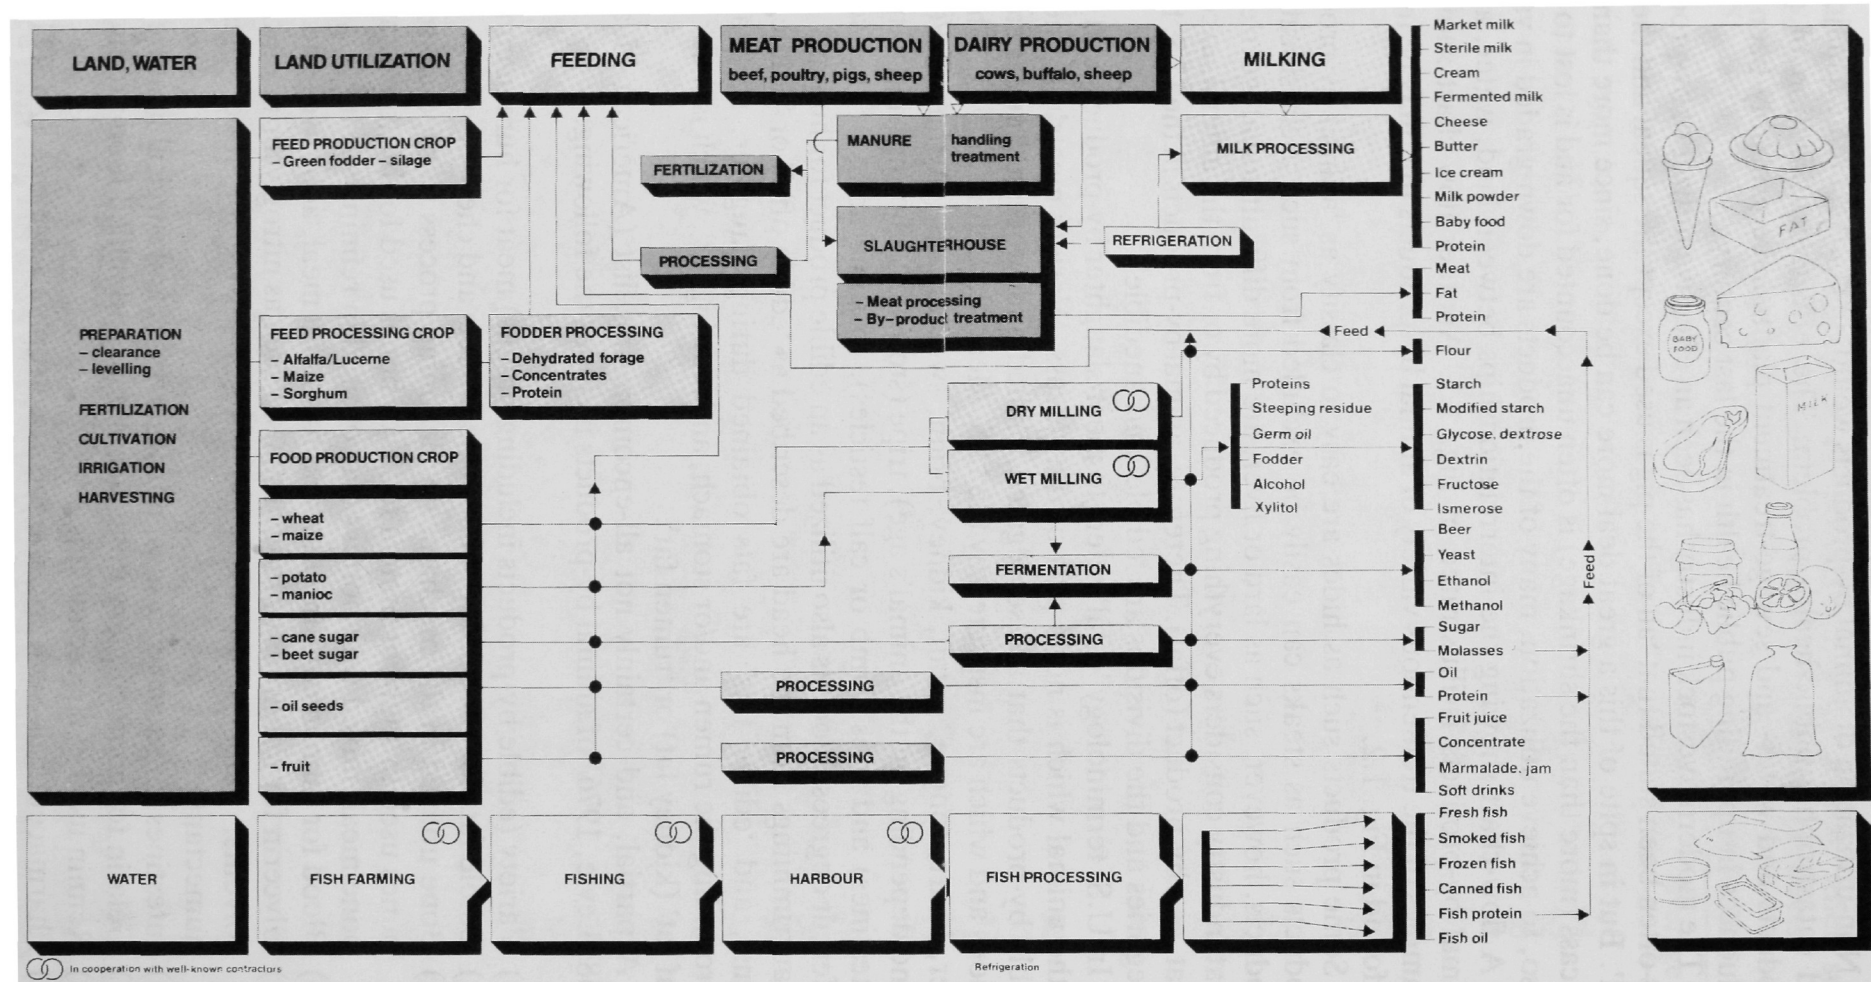 LAND, WATER
LAND UTILIZATION
FEEDING
MEAT PRODUCTION
beef, poultry, pigs, sheep
DAIRY PRODUCTION
cows, buffalo, sheep
MILKING
PREPARATION
– clearance
– levelling
FERTILIZATION
CULTIVATION
IRRIGATION
HARVESTING
FEED PRODUCTION CROP
– Green fodder – silage
FERTILIZATION
MANURE handling
treatment
MILK PROCESSING
PROCESSING
SLAUGHTERHOUSE
– Meat processing
– By–product treatment
REFRIGERATION
FEED PROCESSING CROP
– Alfalfa/Lucerne
– Maize
– Sorghum
FODDER PROCESSING
– Dehydrated forage
– Concentrates
– Protein
FOOD PRODUCTION CROP
– wheat
– maize
– potato
– manioc
– cane sugar
– beet sugar
– oil seeds
– fruit
DRY MILLING
WET MILLING
FERMENTATION
PROCESSING
PROCESSING
PROCESSING
Proteins
Steeping residue
Germ oil
Fodder
Alcohol
Xylitol
Feed
Feed
Market milk
Sterile milk
Cream
Fermented milk
Cheese
Butter
Ice cream
Milk powder
Baby food
Protein
Meat
Fat
Protein
Flour
Starch
Modified starch
Glycose, dextrose
Dextrin
Fructose
Ismerose
Beer
Yeast
Ethanol
Methanol
Sugar
Molasses
Oil
Protein
Fruit juice
Concentrate
Marmalade, jam
Soft drinks
Fresh fish
Smoked fish
Frozen fish
Canned fish
Fish protein
Fish oil
FAT
BABY
FOOD
MILK
WATER
FISH FARMING
FISHING
HARBOUR
FISH PROCESSING
In cooperation with well-known contractors
Refrigeration